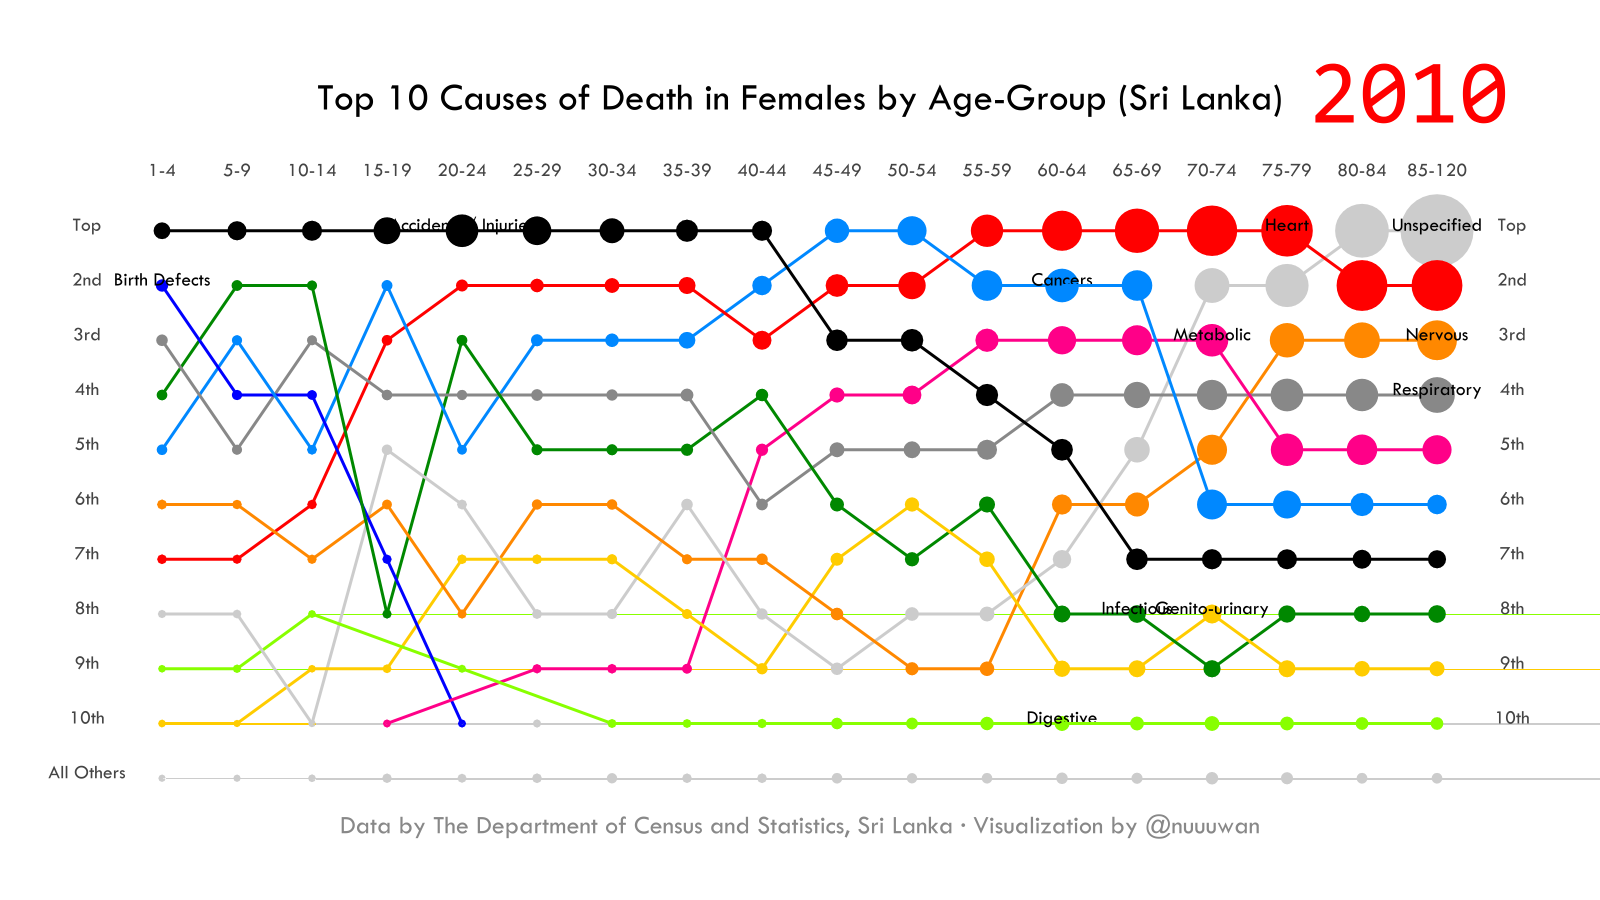 Top 10 Causes of Death in Females by Age-Group (Sri Lanka) 2010
1-4 5-9 10-14 15-19 20-24 25-29 30-34 35-39 40-44 45-49 50-54 55-59 60-64 65-69 70-74 75-79 80-84 85-120
Top Accidents / Injuries Heart Unspecified Top
2nd Birth Defects Cancers 2nd
3rd Metabolic Nervous 3rd
4th Respiratory 4th
5th 5th
6th 6th
7th 7th
8th Infectious Genito-urinary 8th
9th 9th
10th Digestive 10th
All Others
Data by The Department of Census and Statistics, Sri Lanka · Visualization by @nuuuwan